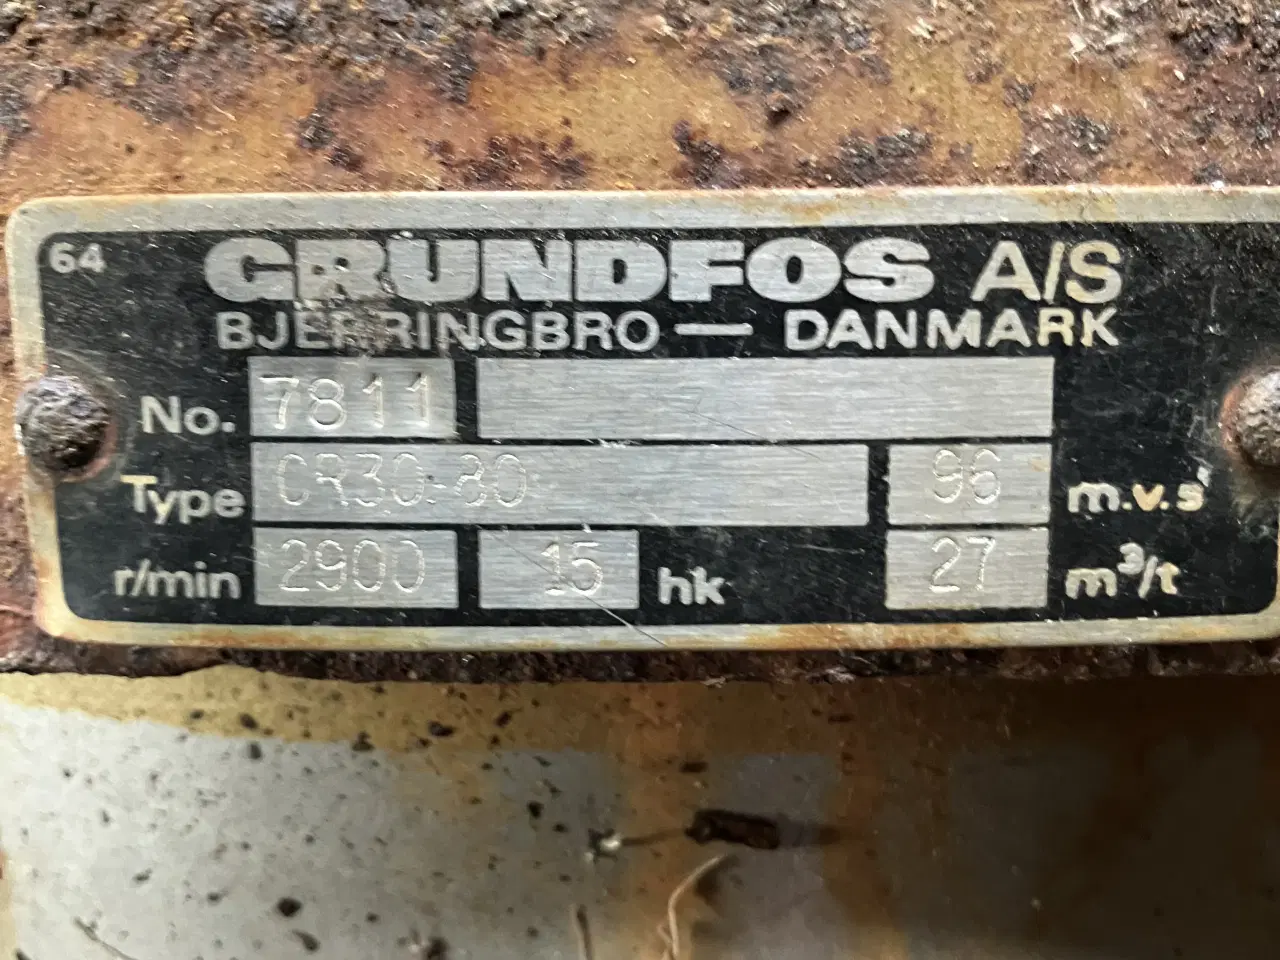 64
GRUNDFOS A/S
BJERRINGBRO — DANMARK
No. 7811
Type CR30-80 96 m.v.s
r/min 2900 15 hk 27 m³/t